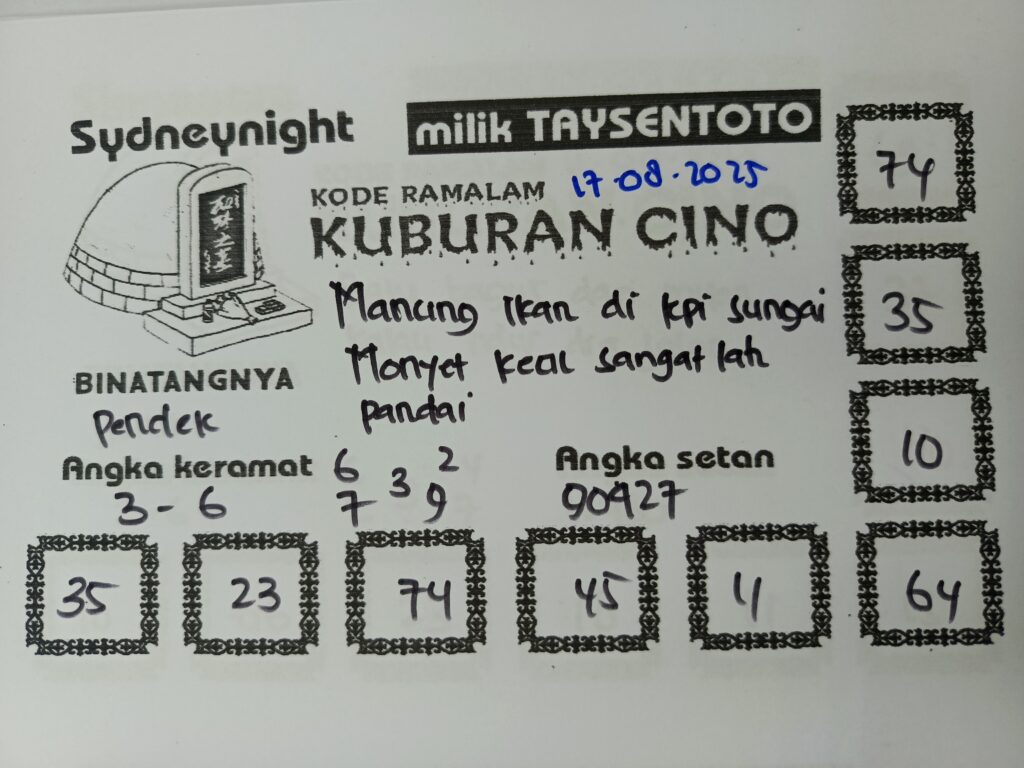 Sydneynight
milik TAYSENTOTO
KODE RAMALAM 17-08-2025
KUBURAN CINO
Mancing Ikan di kpi sungai
Monyet kecil sangat lah
pandai
BINATANGNYA
Pendek
Angka keramat
3 - 6
6 3 2
7 9
Angka setan
90427
74
35
10
35 23 74 45 11 64